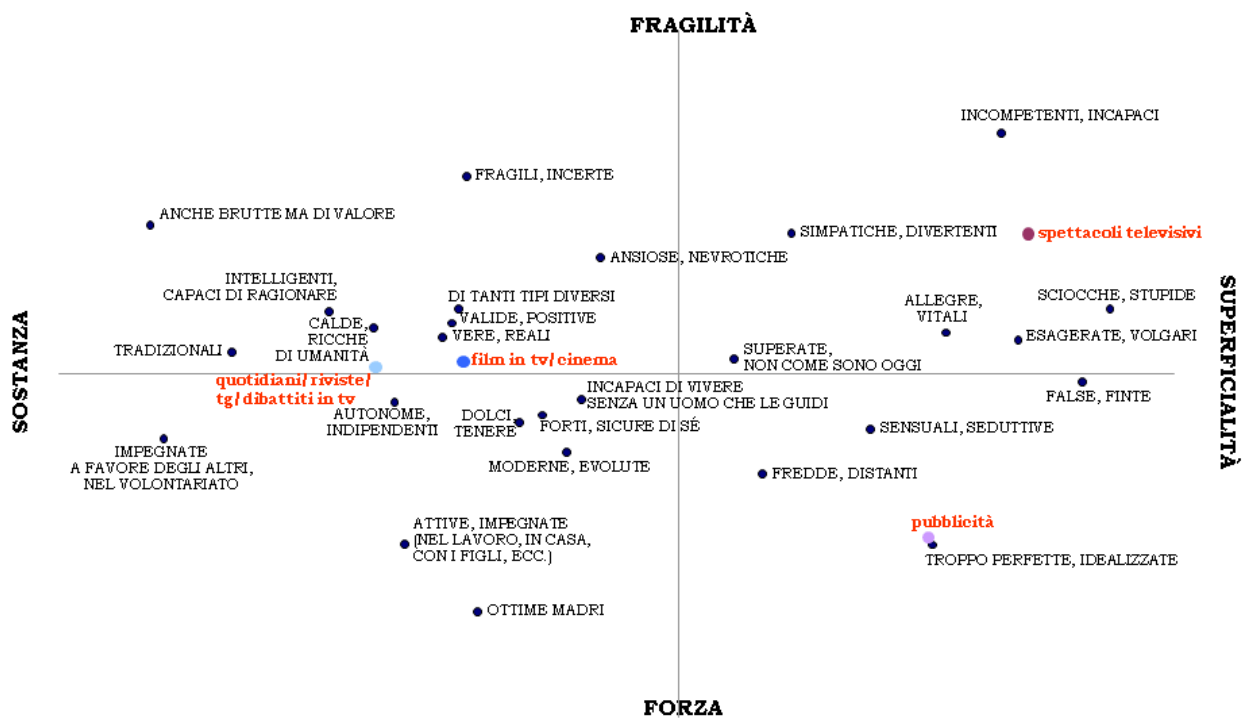 FRAGILITÀ
INCOMPETENTI, INCAPACI
FRAGILI, INCERTE
ANCHE BRUTTE MA DI VALORE
SIMPATICHE, DIVERTENTI
spettacoli televisivi
ANSIOSE, NEVROTICHE
INTELLIGENTI,
CAPACI DI RAGIONARE
DI TANTI TIPI DIVERSI
ALLEGRE,
VITALI
SCIOCCHE, STUPIDE
CALDE,
RICCHE
DI UMANITÀ
VALIDE, POSITIVE
VERE, REALI
ESAGERATE, VOLGARI
TRADIZIONALI
film in tv/cinema
SUPERATE,
NON COME SONO OGGI
SOSTANZA
SUPERFICIALITÀ
quotidiani/riviste/
tg/dibattiti in tv
INCAPACI DI VIVERE
SENZA UN UOMO CHE LE GUIDI
FALSE, FINTE
AUTONOME,
INDIPENDENTI
DOLCI,
TENERE
FORTI, SICURE DI SÉ
SENSUALI, SEDUTTIVE
IMPEGNATE
A FAVORE DEGLI ALTRI,
NEL VOLONTARIATO
MODERNE, EVOLUTE
FREDDE, DISTANTI
ATTIVE, IMPEGNATE
(NEL LAVORO, IN CASA,
CON I FIGLI, ECC.)
pubblicità
TROPPO PERFETTE, IDEALIZZATE
OTTIME MADRI
FORZA